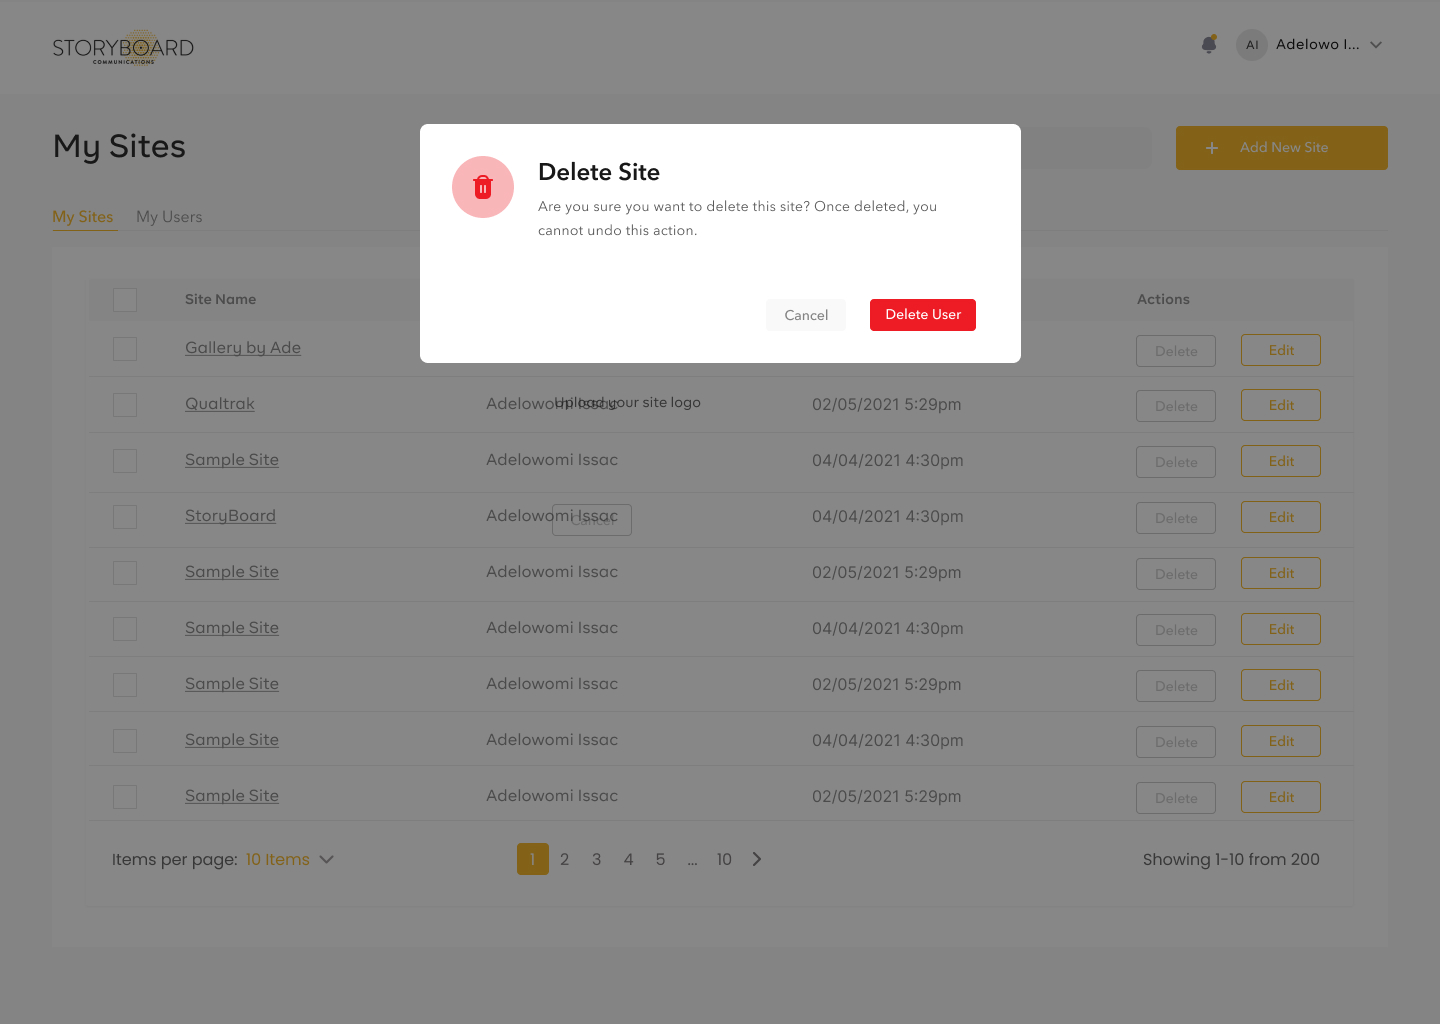 STORYBOARD
COMMUNICATIONS
AI
Adelowo I...
My Sites
+ Add New Site
My Sites
My Users
Delete Site
Are you sure you want to delete this site? Once deleted, you
cannot undo this action.
Cancel
Delete User
Site Name
Actions
Gallery by Ade
Delete
Edit
Qualtrak
Adelowomi Issac
Upload your site logo
02/05/2021 5:29pm
Delete
Edit
Sample Site
Adelowomi Issac
04/04/2021 4:30pm
Delete
Edit
StoryBoard
Adelowomi Issac
Cancel
04/04/2021 4:30pm
Delete
Edit
Sample Site
Adelowomi Issac
02/05/2021 5:29pm
Delete
Edit
Sample Site
Adelowomi Issac
04/04/2021 4:30pm
Delete
Edit
Sample Site
Adelowomi Issac
02/05/2021 5:29pm
Delete
Edit
Sample Site
Adelowomi Issac
04/04/2021 4:30pm
Delete
Edit
Sample Site
Adelowomi Issac
02/05/2021 5:29pm
Delete
Edit
Items per page: 10 Items
1 2 3 4 5 ... 10
Showing 1-10 from 200